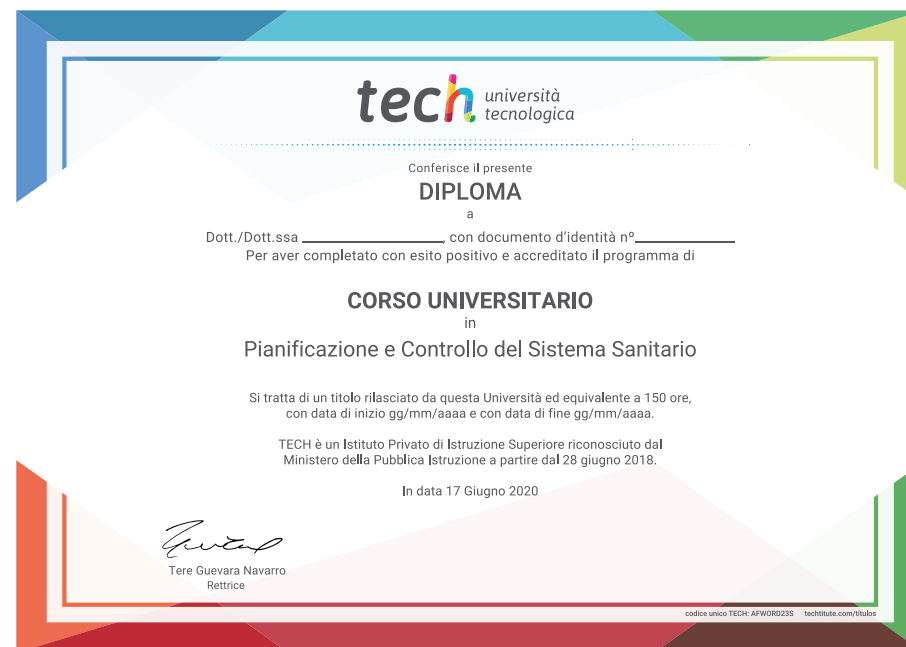 tech università
tecnologica
Conferisce il presente
DIPLOMA
a
Dott./Dott.ssa ____________________, con documento d'identità nº______________
Per aver completato con esito positivo e accreditato il programma di
CORSO UNIVERSITARIO
in
Pianificazione e Controllo del Sistema Sanitario
Si tratta di un titolo rilasciato da questa Università ed equivalente a 150 ore,
con data di inizio gg/mm/aaaa e con data di fine gg/mm/aaaa.
TECH è un Istituto Privato di Istruzione Superiore riconosciuto dal
Ministero della Pubblica Istruzione a partire dal 28 giugno 2018.
In data 17 Giugno 2020
Tere Guevara Navarro
Rettrice
codice unico TECH: AFWORD23S techtitute.com/titulos